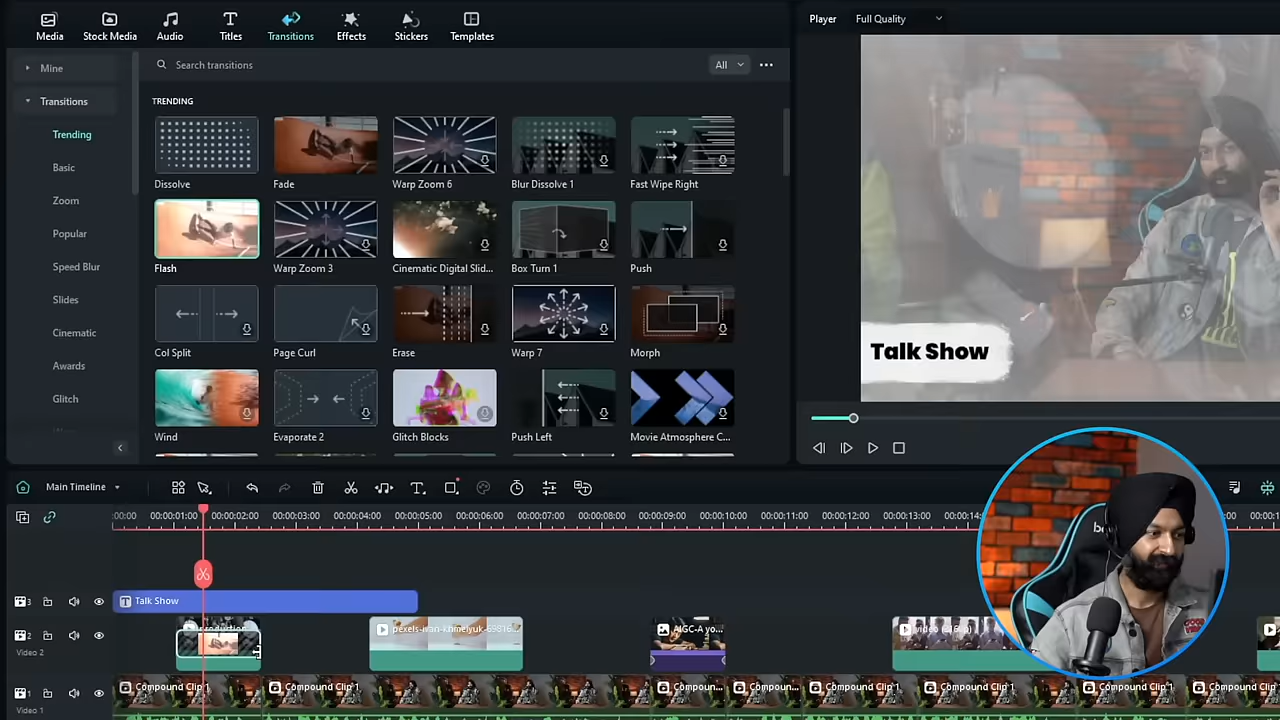 Media Stock Media Audio Titles Transitions Effects Stickers Templates
Player Full Quality
Mine
Search transitions
All
Transitions
TRENDING
Trending
Basic
Zoom
Popular
Speed Blur
Slides
Cinematic
Awards
Glitch
Dissolve Fade Warp Zoom 6 Blur Dissolve 1 Fast Wipe Right
Flash Warp Zoom 3 Cinematic Digital Slid... Box Turn 1 Push
Col Split Page Curl Erase Warp 7 Morph
Wind Evaporate 2 Glitch Blocks Push Left Movie Atmosphere C...
Talk Show
Main Timeline
:00:00 00:00:01:00 00:00:02:00 00:00:03:00 00:00:04:00 00:00:05:00 00:00:06:00 00:00:07:00 00:00:08:00 00:00:09:00 00:00:10:00 00:00:11:00 00:00:12:00 00:00:13:00
3 Talk Show
2
Video 2
1 Compound Clip 1 Compound Clip 1 Compoun... Compoun... Compound Clip 1 Compound Clip 1 Compound Clip 1 Compound Clip 1
Video 1